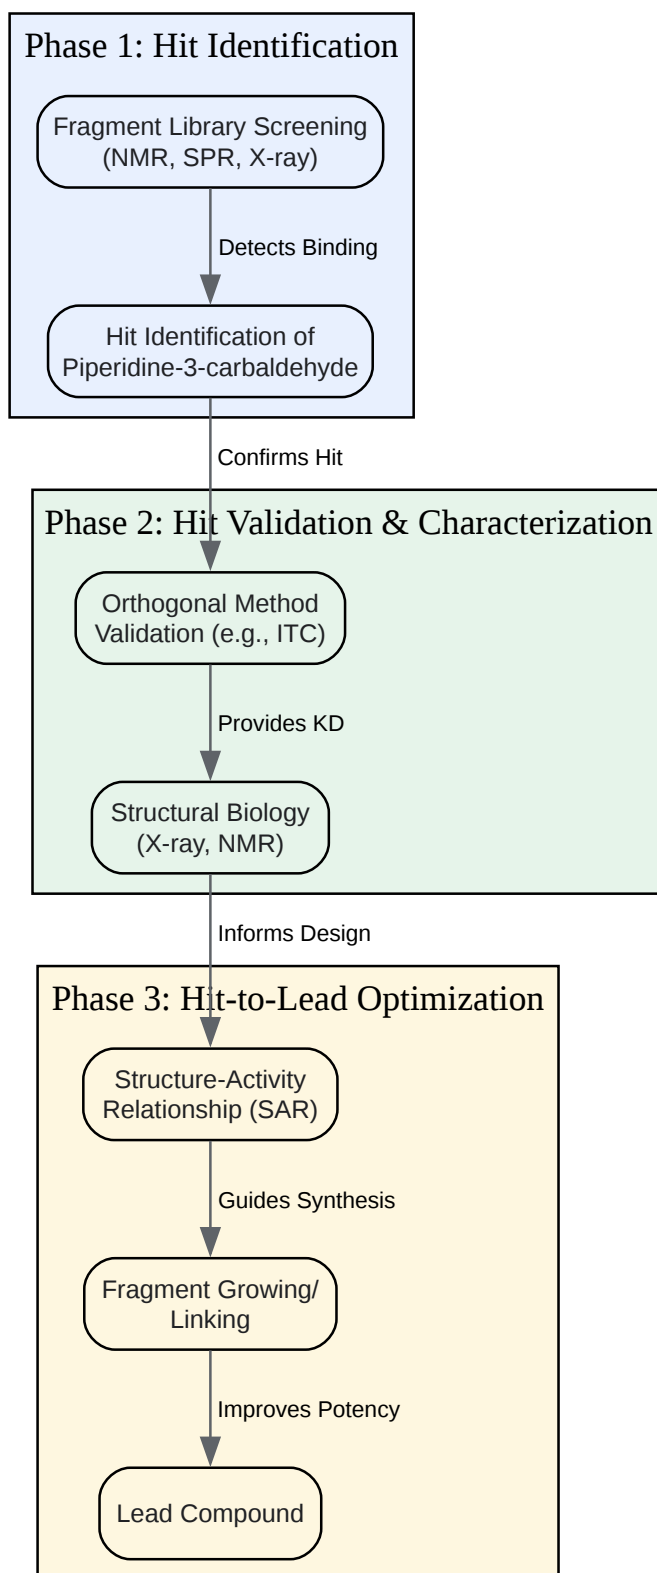 Phase 1: Hit Identification
Fragment Library Screening
(NMR, SPR, X-ray)
Detects Binding
Hit Identification of
Piperidine-3-carbaldehyde
Confirms Hit
Phase 2: Hit Validation & Characterization
Orthogonal Method
Validation (e.g., ITC)
Provides KD
Structural Biology
(X-ray, NMR)
Informs Design
Phase 3: Hit-to-Lead Optimization
Structure-Activity
Relationship (SAR)
Guides Synthesis
Fragment Growing/
Linking
Improves Potency
Lead Compound